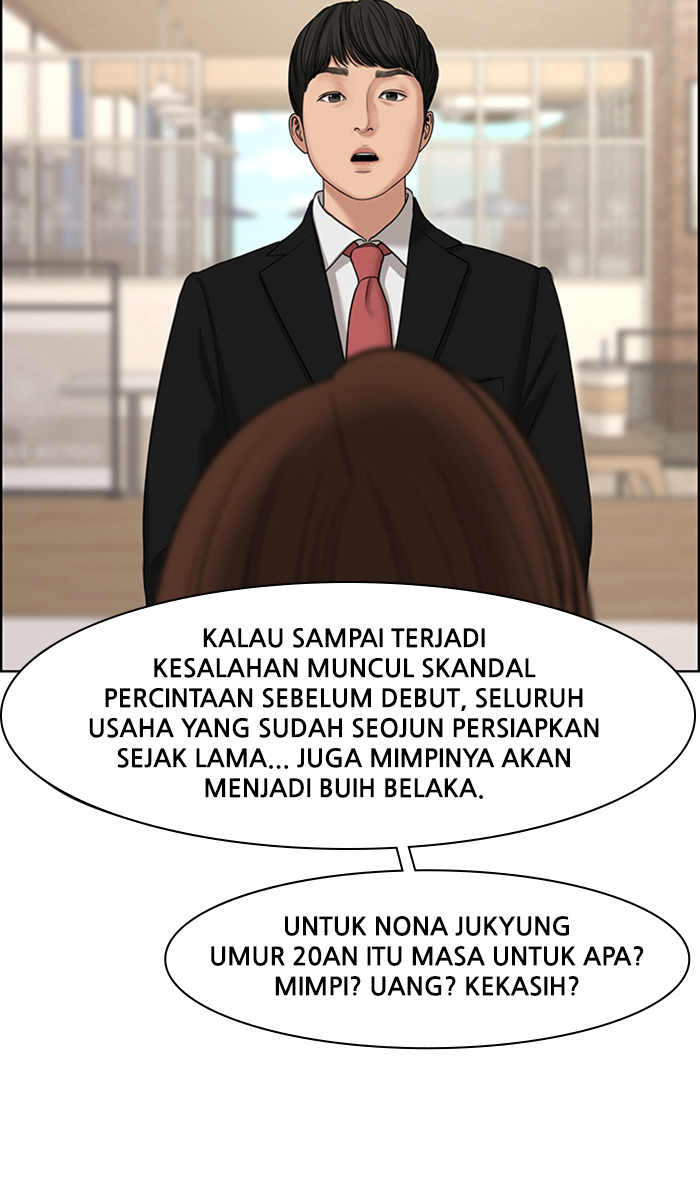 KALAU SAMPAI TERJADI
KESALAHAN MUNCUL SKANDAL
PERCINTAAN SEBELUM DEBUT, SELURUH
USAHA YANG SUDAH SEOJUN PERSIAPKAN
SEJAK LAMA... JUGA MIMPINYA AKAN
MENJADI BUIH BELAKA.
UNTUK NONA JUKYUNG
UMUR 20AN ITU MASA UNTUK APA?
MIMPI? UANG? KEKASIH?